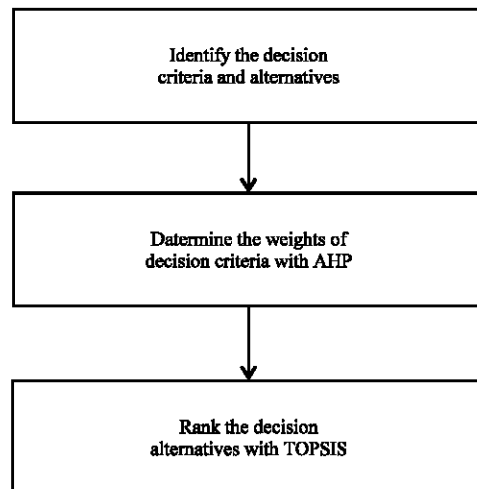 Identify the decision
criteria and alternatives
Datermine the weights of
decision criteria with AHP
Rank the decision
alternatives with TOPSIS